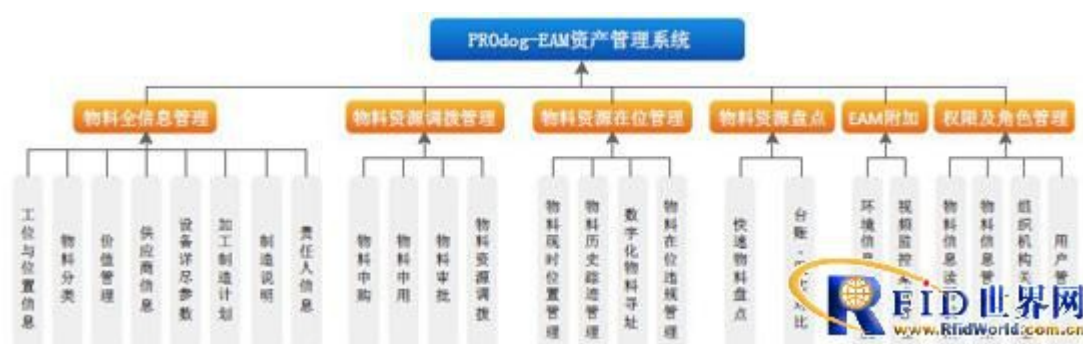 PROdog-EAM资产管理系统
物料全信息管理
物料资源调拨管理
物料资源在位管理
物料资源盘点
EAM附加
权限及角色管理
工位与位置信息
物料分类
价值管理
供应商信息
设备详尽参数
加工制造计划
制造说明
责任人信息
物料申购
物料申用
物料审批
物料资源调拨
物料现时位置管理
物料历史踪迹管理
数字化物料寻址
物料在位违规管理
快速物料盘点
台账
对比
环境信息
视频监控
物料信息
物料信息管
组织机构关
用户管
RFID世界网
www.RfidWorld.com.cn